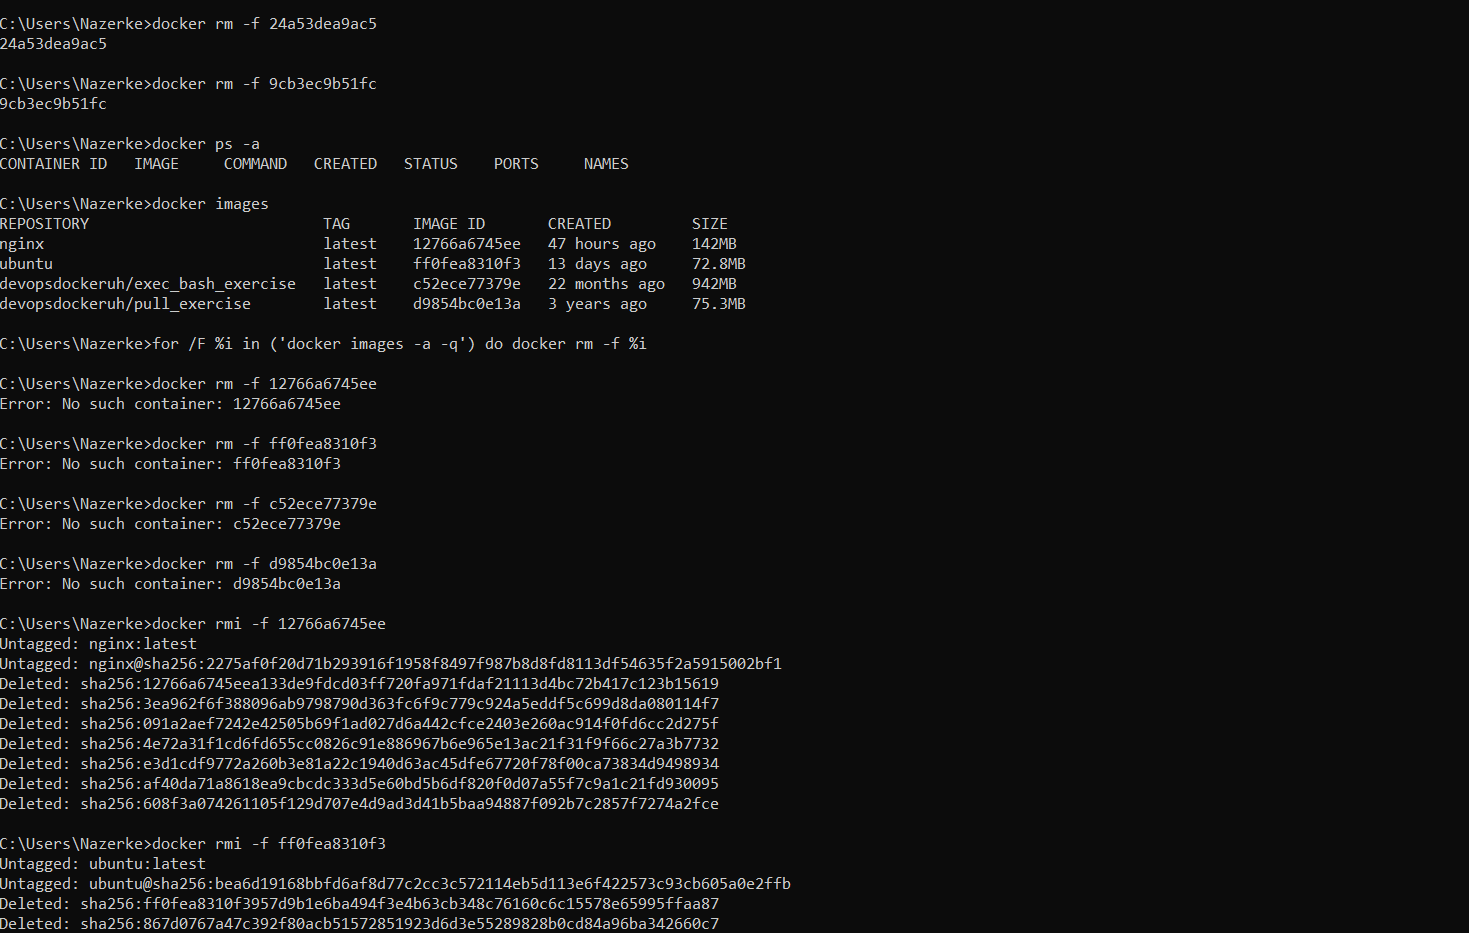 C:\Users\Nazerke>docker rm -f 24a53dea9ac5
24a53dea9ac5
C:\Users\Nazerke>docker rm -f 9cb3ec9b51fc
9cb3ec9b51fc
C:\Users\Nazerke>docker ps -a
CONTAINER ID   IMAGE     COMMAND   CREATED   STATUS    PORTS     NAMES
C:\Users\Nazerke>docker images
REPOSITORY                          TAG       IMAGE ID       CREATED         SIZE
nginx                               latest    12766a6745ee   47 hours ago    142MB
ubuntu                              latest    ff0fea8310f3   13 days ago     72.8MB
devopsdockeruh/exec_bash_exercise   latest    c52ece77379e   22 months ago   942MB
devopsdockeruh/pull_exercise        latest    d9854bc0e13a   3 years ago     75.3MB
C:\Users\Nazerke>for /F %i in ('docker images -a -q') do docker rm -f %i
C:\Users\Nazerke>docker rm -f 12766a6745ee
Error: No such container: 12766a6745ee
C:\Users\Nazerke>docker rm -f ff0fea8310f3
Error: No such container: ff0fea8310f3
C:\Users\Nazerke>docker rm -f c52ece77379e
Error: No such container: c52ece77379e
C:\Users\Nazerke>docker rm -f d9854bc0e13a
Error: No such container: d9854bc0e13a
C:\Users\Nazerke>docker rmi -f 12766a6745ee
Untagged: nginx:latest
Untagged: nginx@sha256:2275af0f20d71b293916f1958f8497f987b8d8fd8113df54635f2a5915002bf1
Deleted: sha256:12766a6745eea133de9fdcd03ff720fa971fdaf21113d4bc72b417c123b15619
Deleted: sha256:3ea962f6f388096ab9798790d363fc6f9c779c924a5eddf5c699d8da080114f7
Deleted: sha256:091a2aef7242e42505b69f1ad027d6a442cfce2403e260ac914f0fd6cc2d275f
Deleted: sha256:4e72a31f1cd6fd655cc0826c91e886967b6e965e13ac21f31f9f66c27a3b7732
Deleted: sha256:e3d1cdf9772a260b3e81a22c1940d63ac45dfe67720f78f00ca73834d9498934
Deleted: sha256:af40da71a8618ea9cbcdc333d5e60bd5b6df820f0d07a55f7c9a1c21fd930095
Deleted: sha256:608f3a074261105f129d707e4d9ad3d41b5baa94887f092b7c2857f7274a2fce
C:\Users\Nazerke>docker rmi -f ff0fea8310f3
Untagged: ubuntu:latest
Untagged: ubuntu@sha256:bea6d19168bbfd6af8d77c2cc3c572114eb5d113e6f422573c93cb605a0e2ffb
Deleted: sha256:ff0fea8310f3957d9b1e6ba494f3e4b63cb348c76160c6c15578e65995ffaa87
Deleted: sha256:867d0767a47c392f80acb51572851923d6d3e55289828b0cd84a96ba342660c7